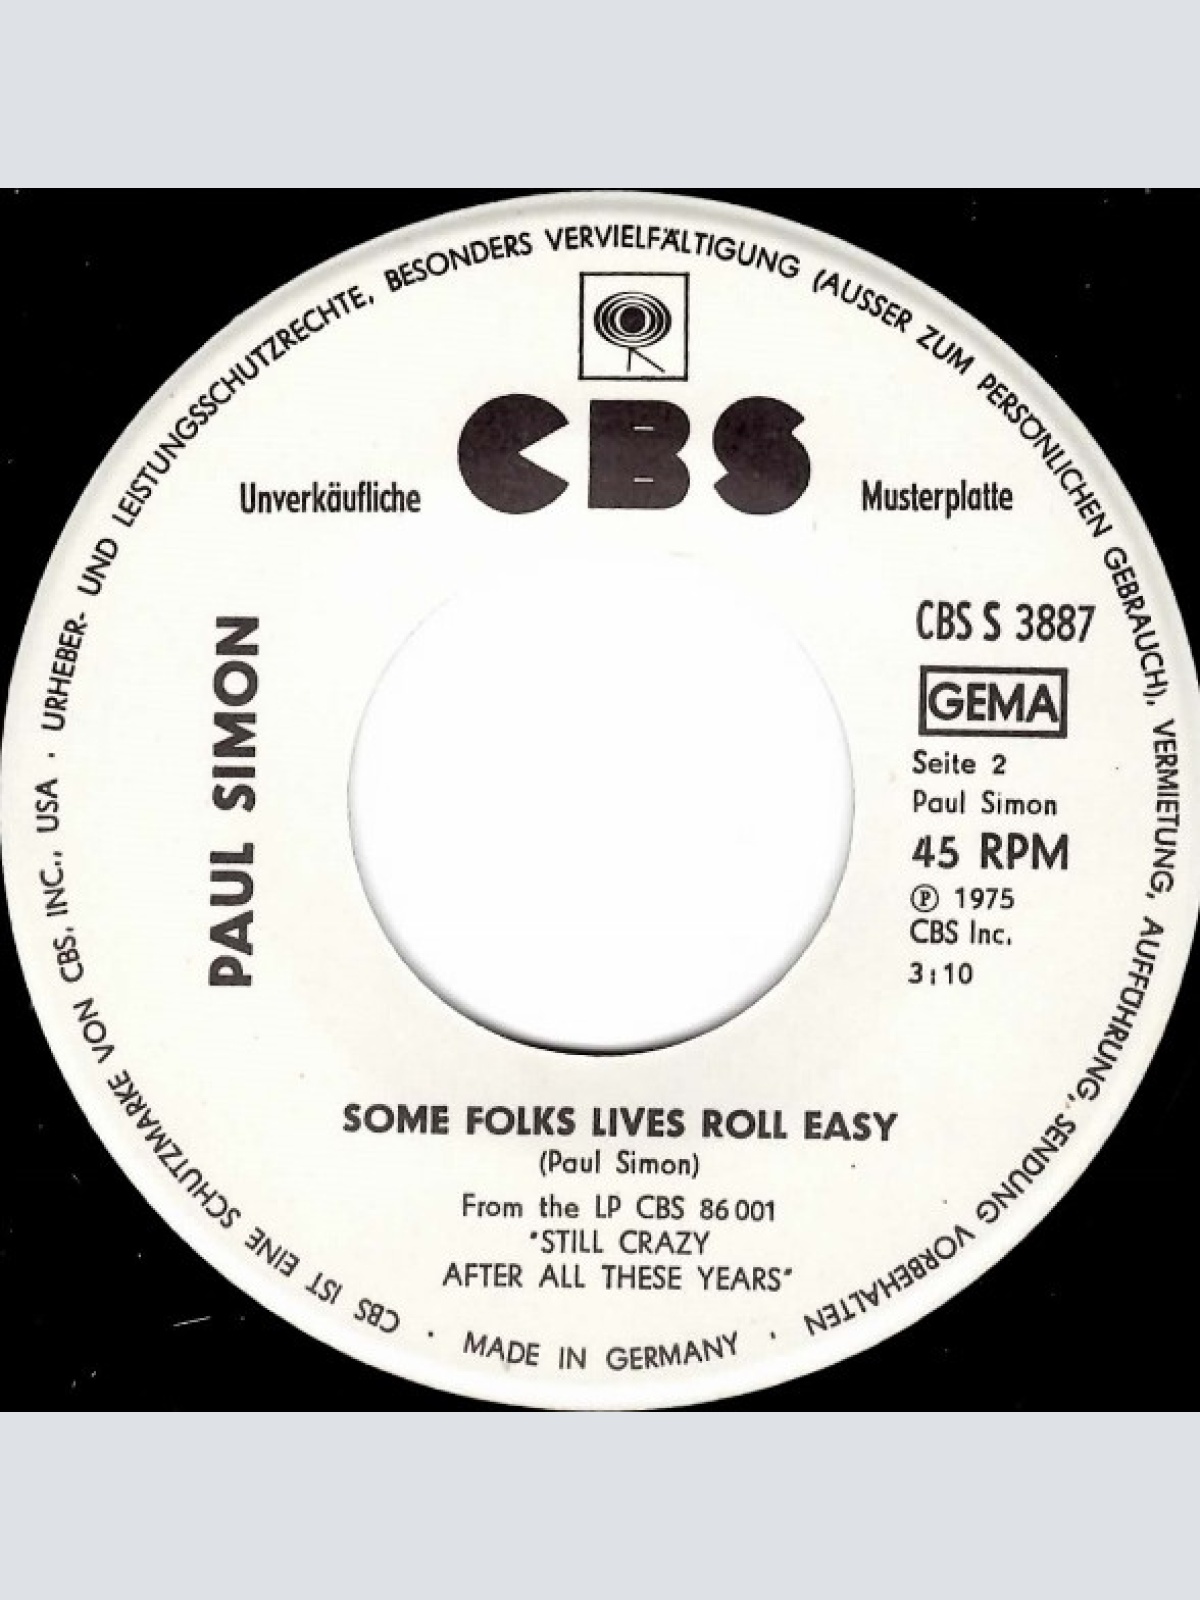 CBS IST EINE SCHUTZMARKE VON CBS, INC., USA · URHEBER- UND LEISTUNGSSCHUTZRECHTE, BESONDERS VERVIELFÄLTIGUNG (AUSSER ZUM PERSÖNLICHEN GEBRAUCH), VERMIETUNG, AUFFÜHRUNG, SENDUNG VORBEHALTEN ·
CBS
Unverkäufliche Musterplatte
PAUL SIMON
CBS S 3887
GEMA
Seite 2
Paul Simon
45 RPM
Ⓟ 1975
CBS Inc.
3:10
SOME FOLKS LIVES ROLL EASY
(Paul Simon)
From the LP CBS 86 001
"STILL CRAZY
AFTER ALL THESE YEARS"
· MADE IN GERMANY